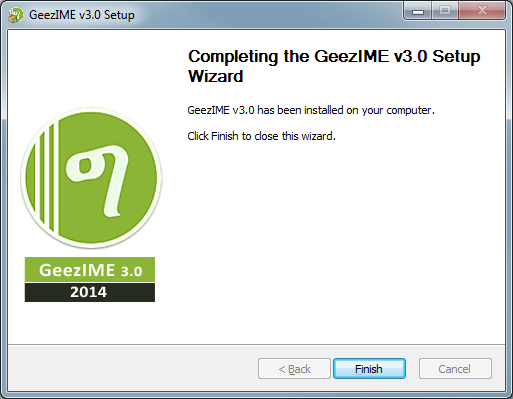 GeezIME v3.0 Setup
Completing the GeezIME v3.0 Setup
Wizard
GeezIME v3.0 has been installed on your computer.
Click Finish to close this wizard.
ግ
GeezIME 3.0
2014
< Back
Finish
Cancel